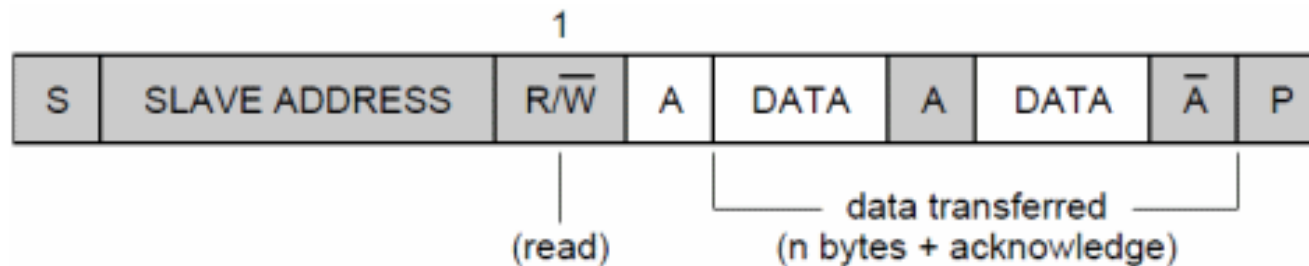 1
S SLAVE ADDRESS R/W̅ A DATA A DATA A̅ P
data transferred
(read) (n bytes + acknowledge)